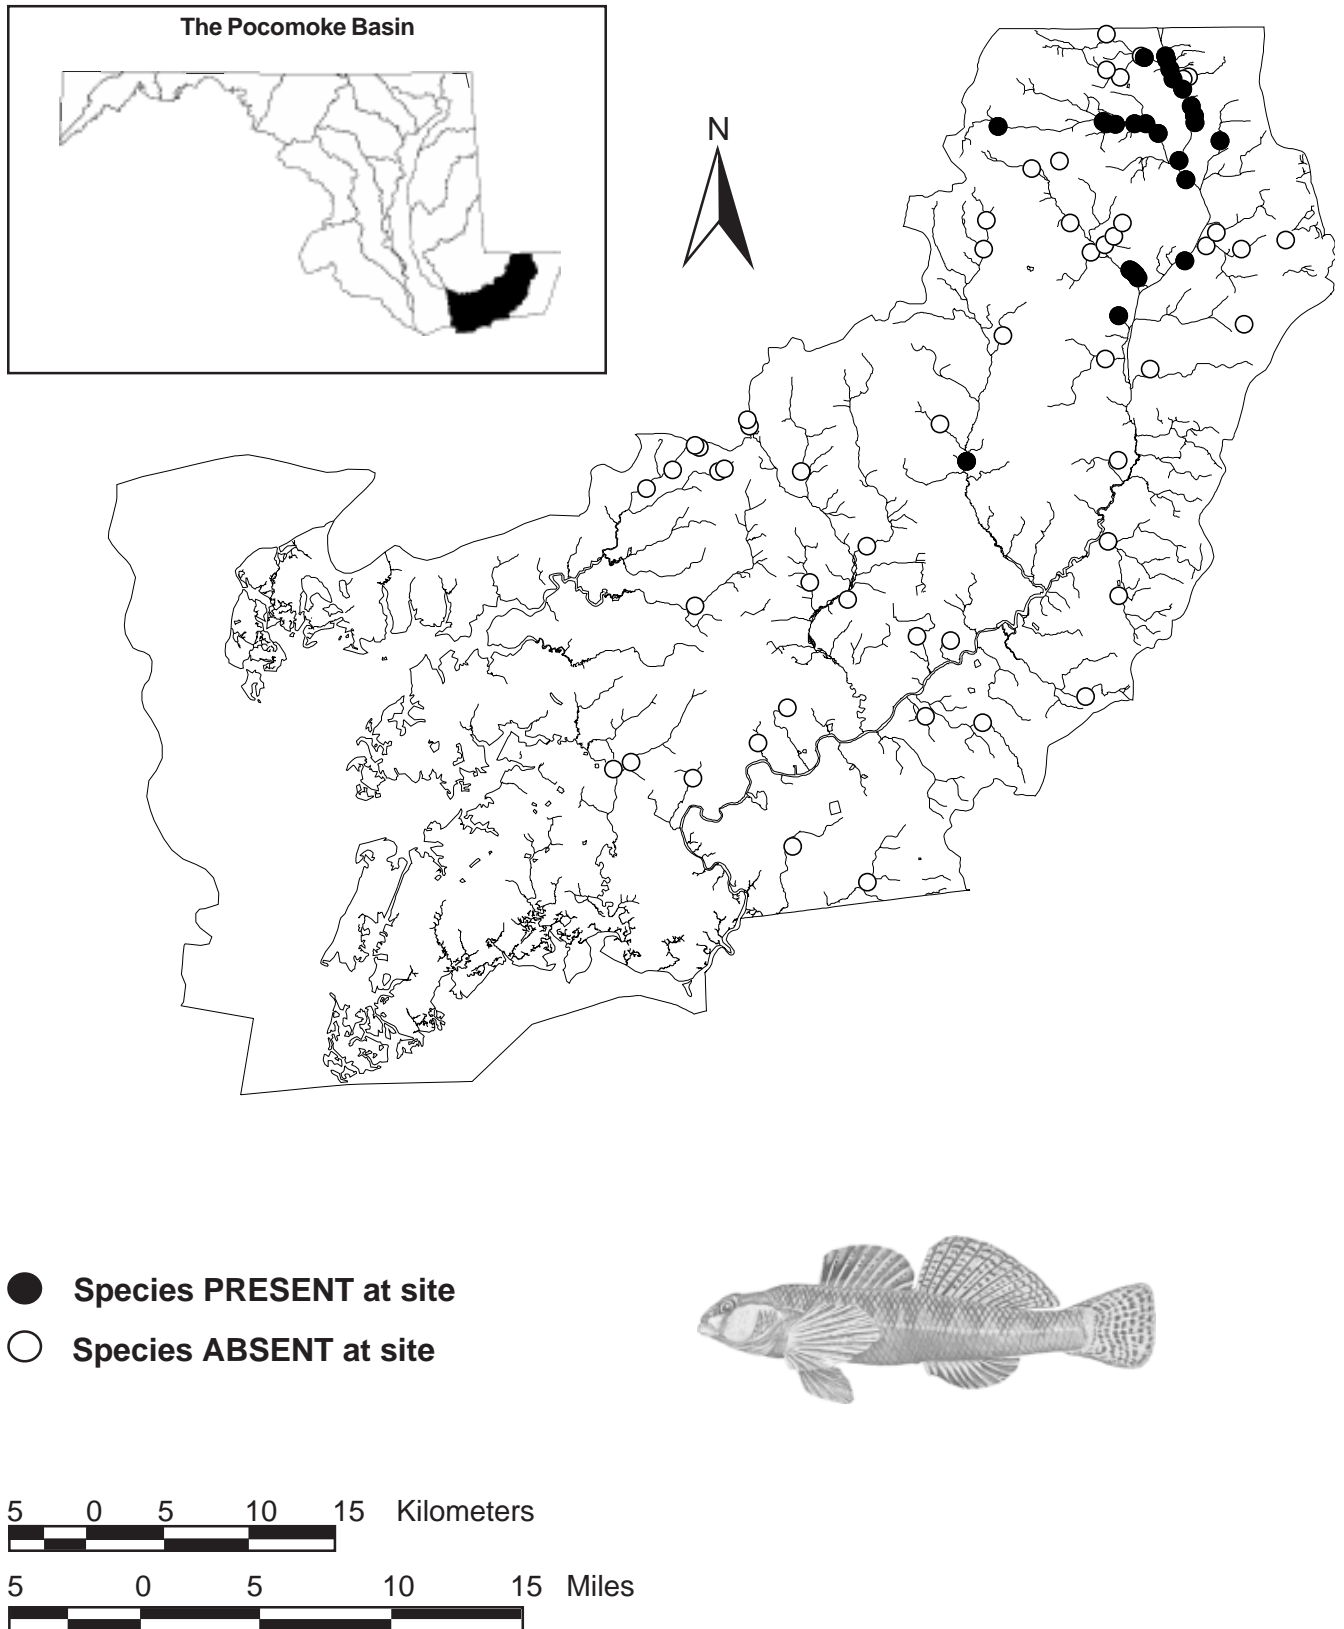 The Pocomoke Basin
N
Species PRESENT at site
Species ABSENT at site
5 0 5 10 15 Kilometers
5 0 5 10 15 Miles